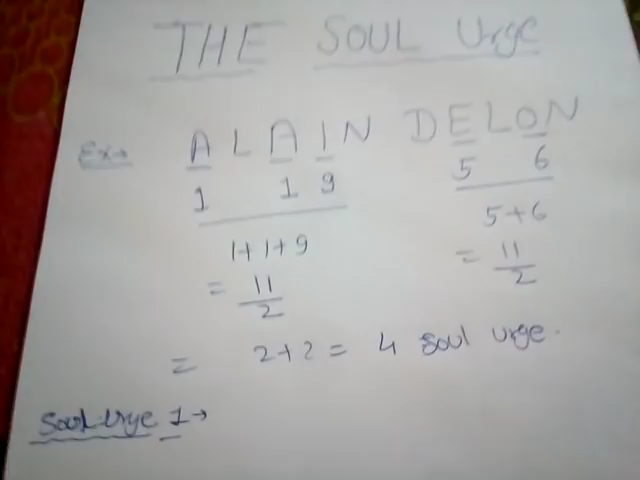 THE SOUL Urge
Ex→ ALAIN DELON
1 1 9 5 6
1+1+9 5+6
= 11/2 = 11/2
= 2+2 = 4 Soul urge.
Soul Urge 1→